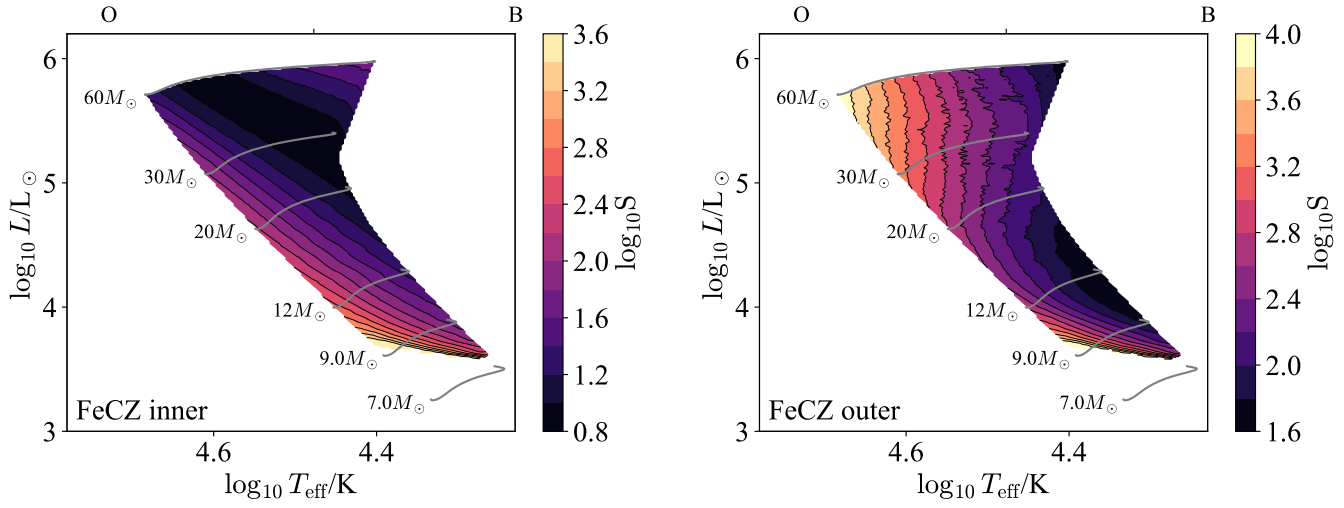 O B
6
5
4
3
log₁₀ L/L☉
60M☉
30M☉
20M☉
12M☉
9.0M☉
7.0M☉
FeCZ inner
4.6 4.4
log₁₀ T_eff/K
3.6
3.2
2.8
2.4
2.0
1.6
1.2
0.8
log₁₀S
O B
6
5
4
3
log₁₀ L/L☉
60M☉
30M☉
20M☉
12M☉
9.0M☉
7.0M☉
FeCZ outer
4.6 4.4
log₁₀ T_eff/K
4.0
3.6
3.2
2.8
2.4
2.0
1.6
log₁₀S